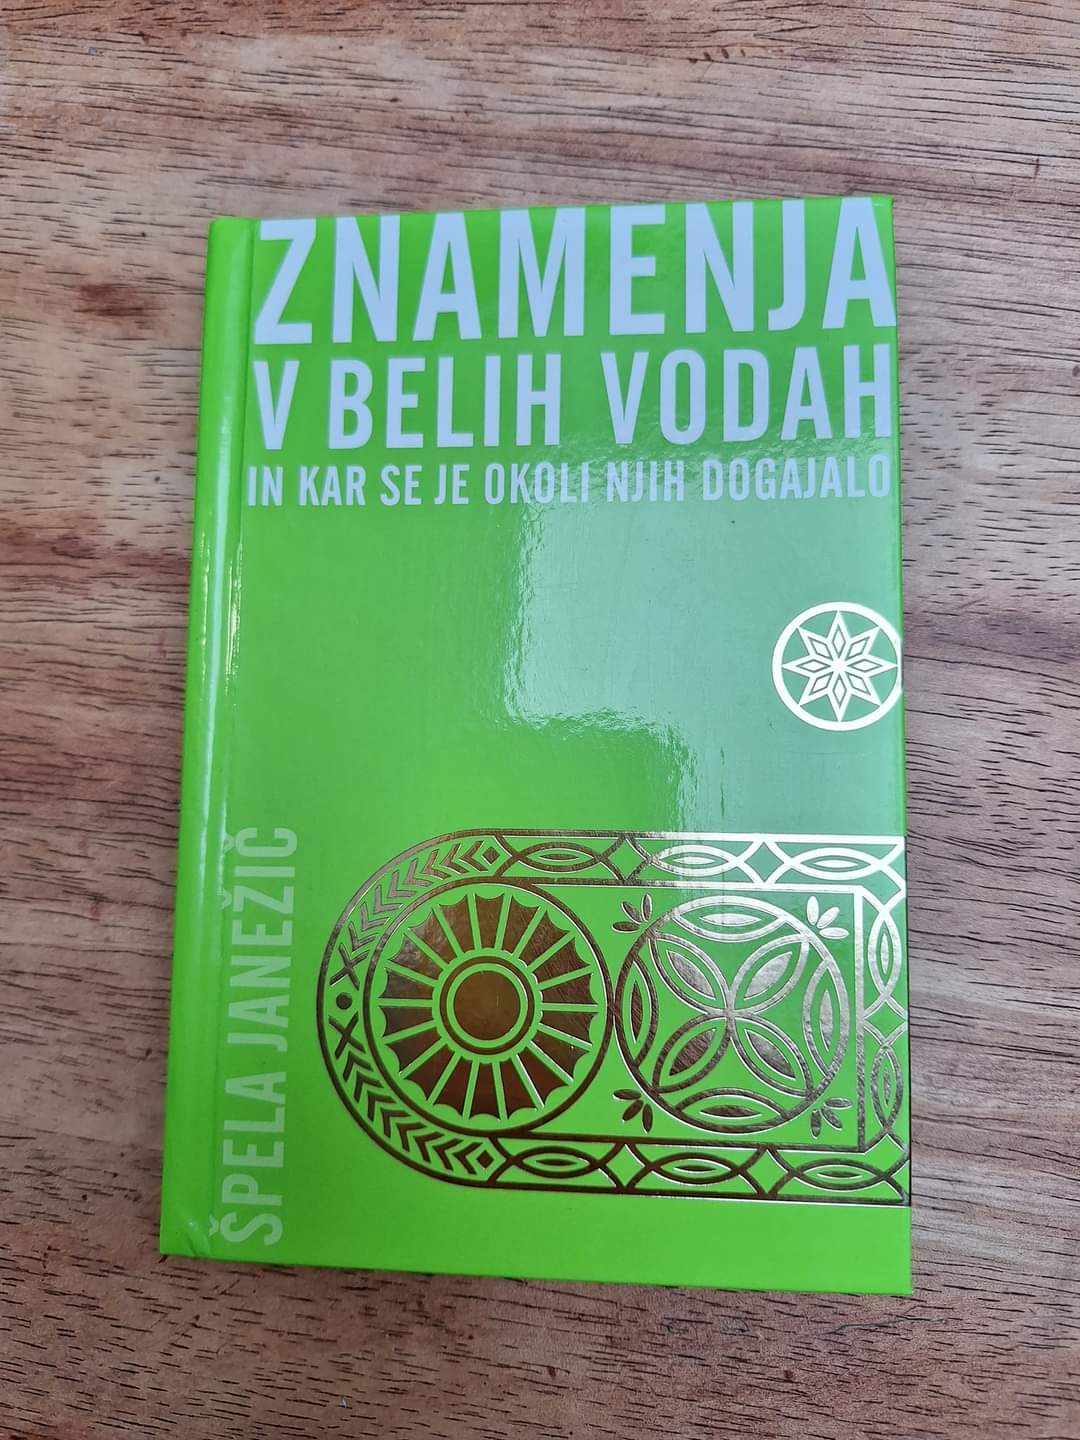 ZNAMENJA
V BELIH VODAH
IN KAR SE JE OKOLI NJIH DOGAJALO
ŠPELA JANEŽIČ